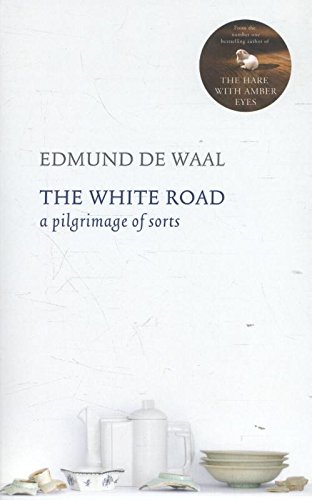 From the
number one
bestselling author of
THE HARE
WITH AMBER
EYES
EDMUND DE WAAL
THE WHITE ROAD
a pilgrimage of sorts